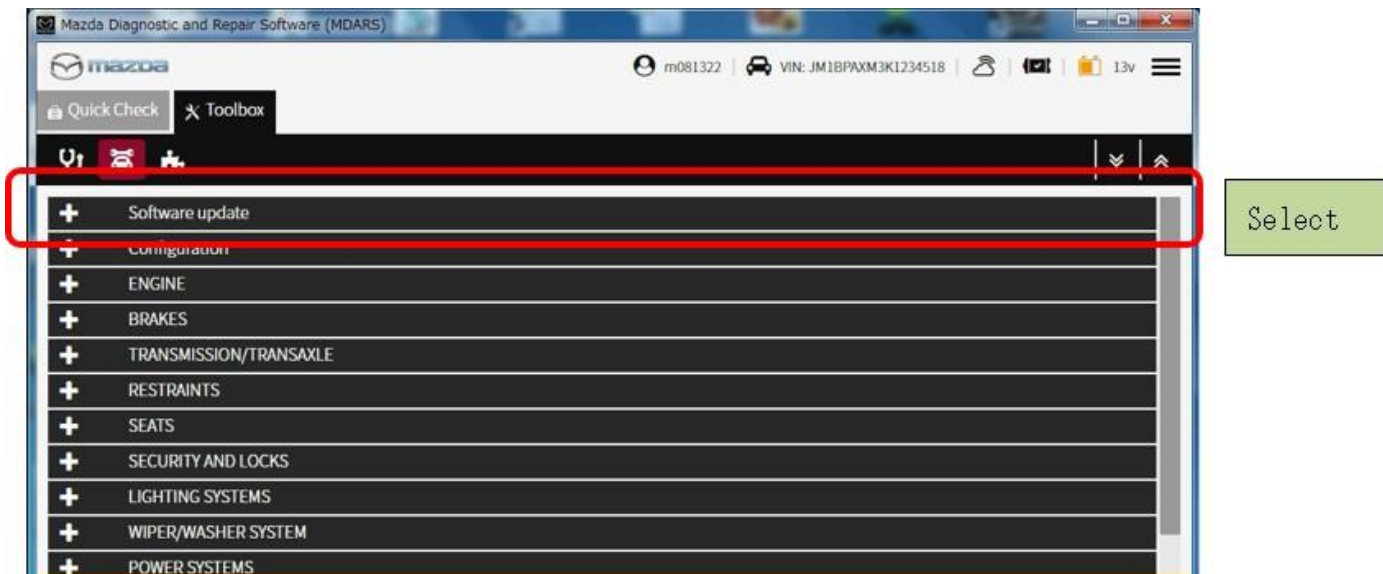 Mazda Diagnostic and Repair Software (MDARS)
mazda
m081322
VIN: JM1BPAXM3K1234518
13v
Quick Check
Toolbox
Software update
Select
Configuration
ENGINE
BRAKES
TRANSMISSION/TRANSAXLE
RESTRAINTS
SEATS
SECURITY AND LOCKS
LIGHTING SYSTEMS
WIPER/WASHER SYSTEM
POWER SYSTEMS